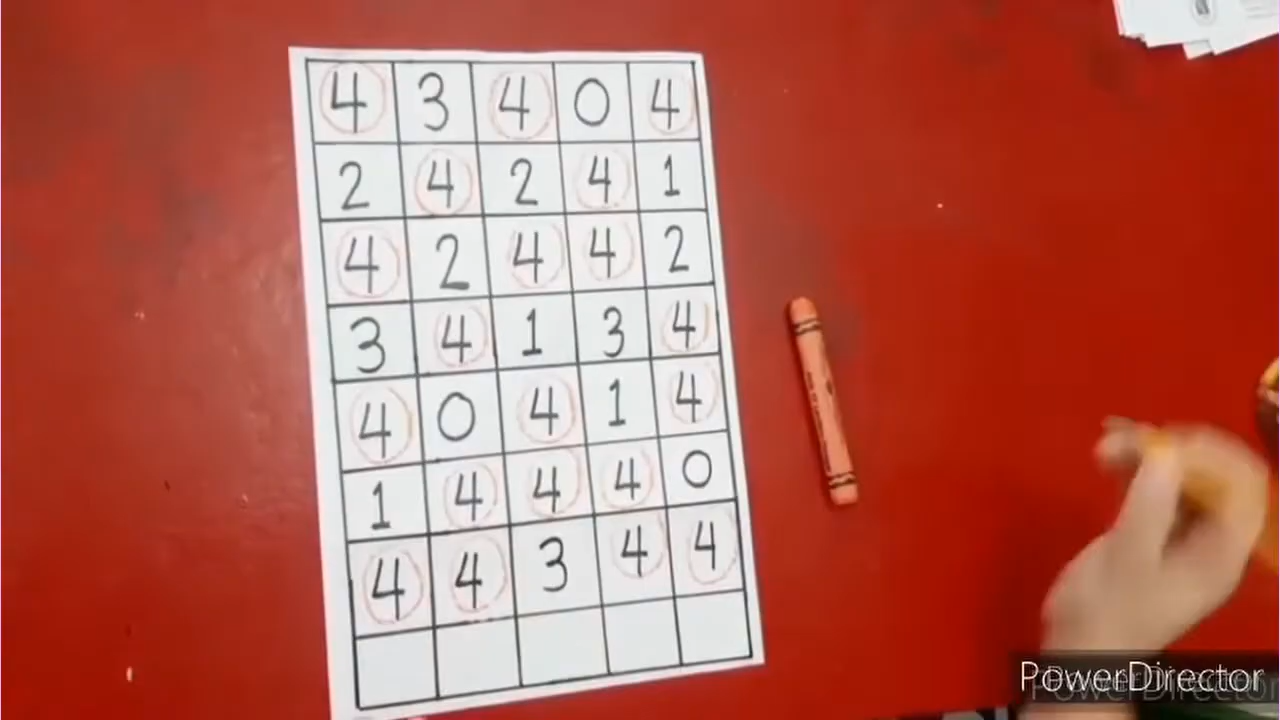 4 3 4 0 4
2 4 2 4 1
4 2 4 4 2
3 4 1 3 4
4 0 4 1 4
1 4 4 4 0
4 4 3 4 4
PowerDirector